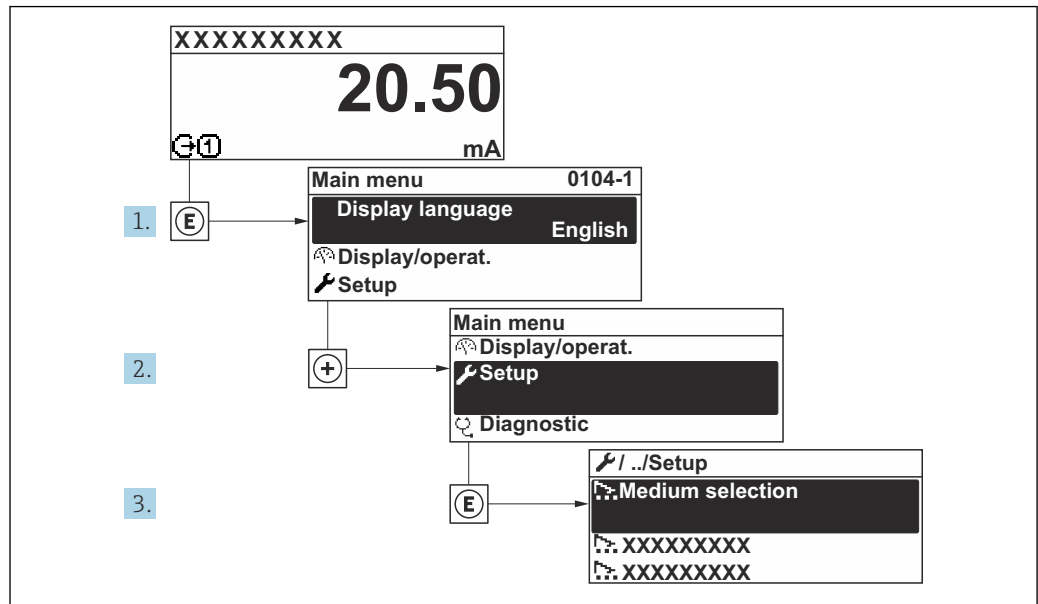 XXXXXXXXX
20.50
1 mA
Main menu 0104-1
1. E Display language
English
Display/operat.
Setup
Main menu
Display/operat.
2. + Setup
Diagnostic
/ ../Setup
3. E Medium selection
XXXXXXXXX
XXXXXXXXX